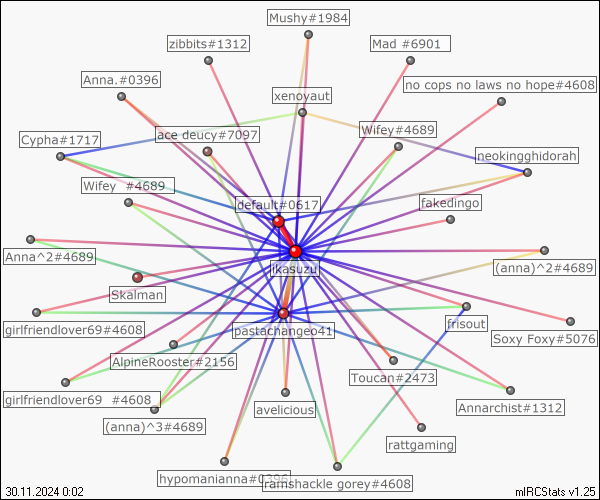 Mushy#1984
zibbits#1312
Mad #6901
Anna.#0396
no cops no laws no hope#4608
xenoyaut
Cypha#1717
ace deucy#7097
Wifey#4689
neokingghidorah
Wifey  #4689
default#0617
fakedingo
Anna^2#4689
ikasuzu
(anna)^2#4689
Skalman
girlfriendlover69#4608
pastachangeo41
frisout
Soxy Foxy#5076
AlpineRooster#2156
Toucan#2473
girlfriendlover69  #4608
avelicious
Annarchist#1312
(anna)^3#4689
rattgaming
hypomanianna#0396
ramshackle gorey#4608
30.11.2024 0:02
mIRCStats v1.25